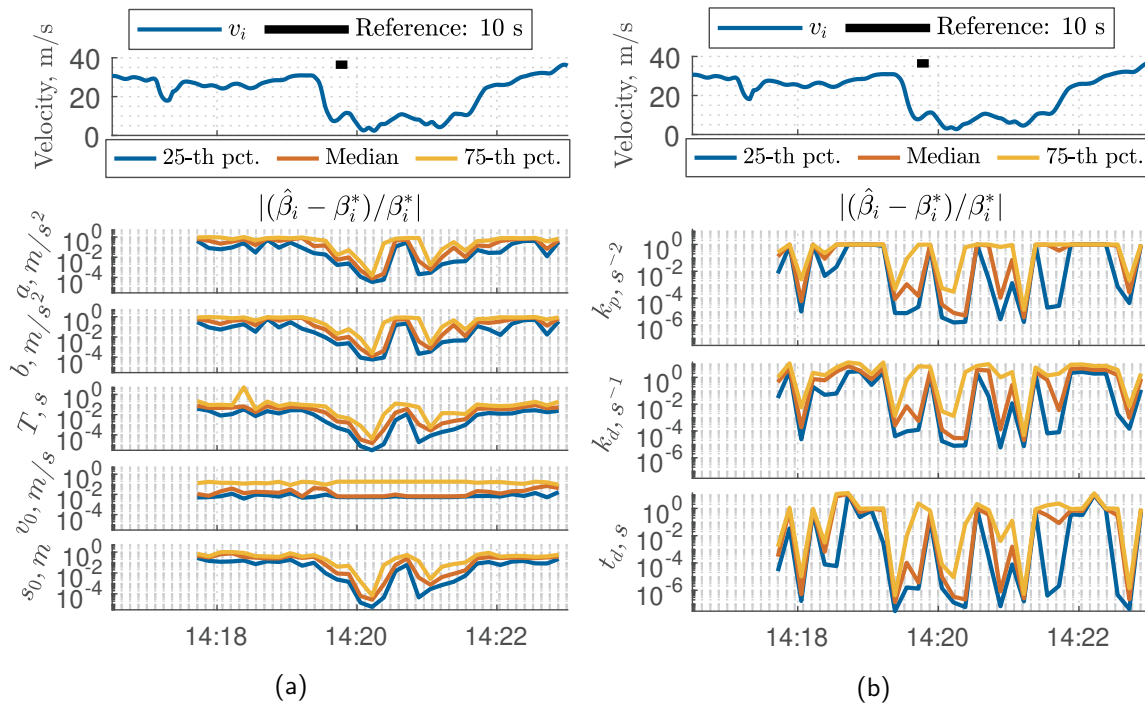 v_i Reference: 10 s
Velocity, m/s
40
20
0
25-th pct. Median 75-th pct.
|(β̂_i − β_i^*)/β_i^*|
a, m/s^2
10^0
10^-2
10^-4
b, m/s^2
10^0
10^-2
10^-4
T, s
10^0
10^-2
10^-4
v_0, m/s
10^0
10^-2
10^-4
s_0, m
10^0
10^-2
10^-4
14:18 14:20 14:22
(a)
v_i Reference: 10 s
Velocity, m/s
40
20
0
25-th pct. Median 75-th pct.
|(β̂_i − β_i^*)/β_i^*|
k_p, s^-2
10^0
10^-2
10^-4
10^-6
k_d, s^-1
10^0
10^-2
10^-4
10^-6
t_d, s
10^0
10^-2
10^-4
10^-6
14:18 14:20 14:22
(b)